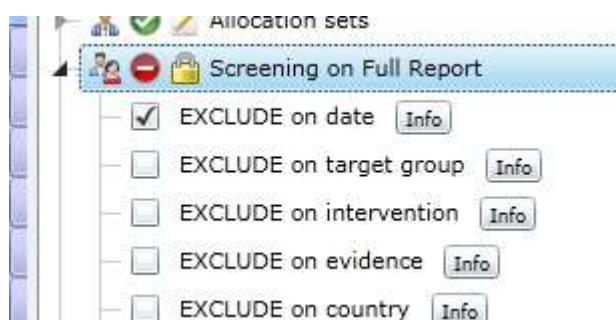 Allocation sets
Screening on Full Report
EXCLUDE on date Info
EXCLUDE on target group Info
EXCLUDE on intervention Info
EXCLUDE on evidence Info
EXCLUDE on country Info